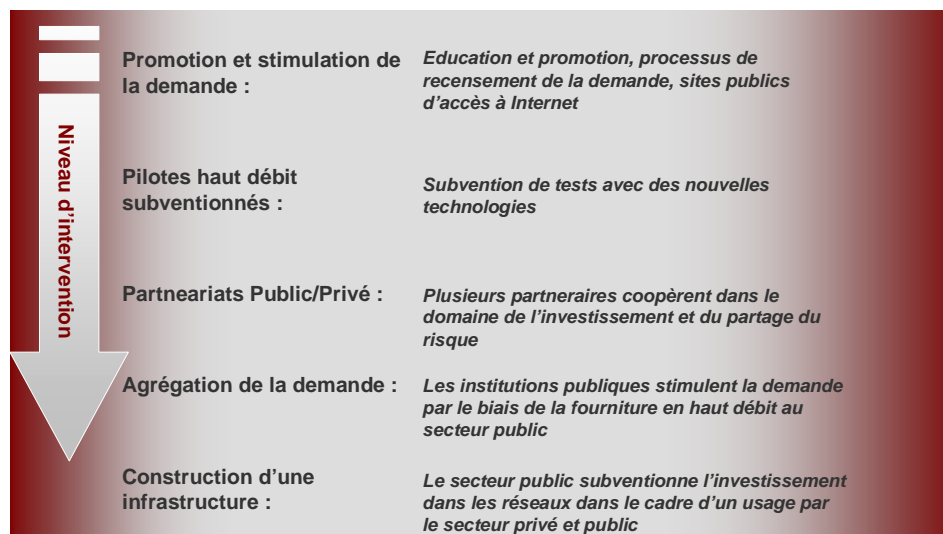 Niveau d'intervention
Promotion et stimulation de
la demande :
Education et promotion, processus de
recensement de la demande, sites publics
d'accès à Internet
Pilotes haut débit
subventionnés :
Subvention de tests avec des nouvelles
technologies
Partneariats Public/Privé :
Plusieurs partneraires coopèrent dans le
domaine de l'investissement et du partage du
risque
Agrégation de la demande :
Les institutions publiques stimulent la demande
par le biais de la fourniture en haut débit au
secteur public
Construction d'une
infrastructure :
Le secteur public subventionne l'investissement
dans les réseaux dans le cadre d'un usage par
le secteur privé et public